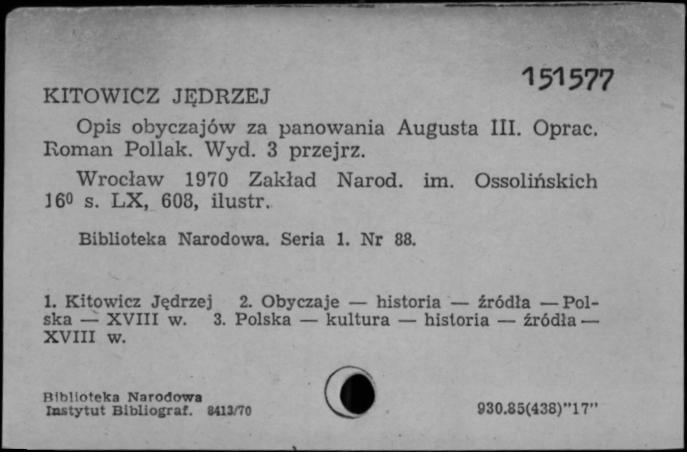 151577
KITOWICZ JĘDRZEJ
Opis obyczajów za panowania Augusta III. Oprac.
Roman Pollak. Wyd. 3 przejrz.
Wrocław 1970 Zakład Narod. im. Ossolińskich
16⁰ s. LX, 608, ilustr.
Biblioteka Narodowa. Seria 1. Nr 88.
1. Kitowicz Jędrzej 2. Obyczaje — historia — źródła — Pol-
ska — XVIII w. 3. Polska — kultura — historia — źródła —
XVIII w.
Biblioteka Narodowa
Instytut Bibliograf. 8413/70
930.85(438)"17"